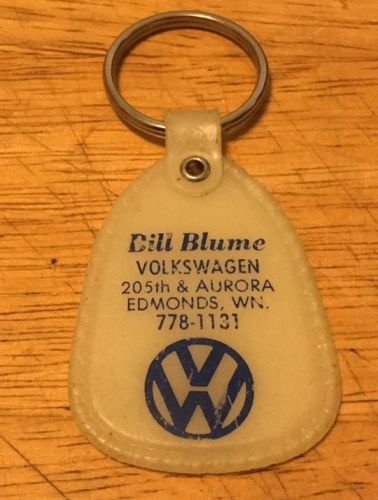 Bill Blume
VOLKSWAGEN
205th & AURORA
EDMONDS, WN.
778-1131
VW